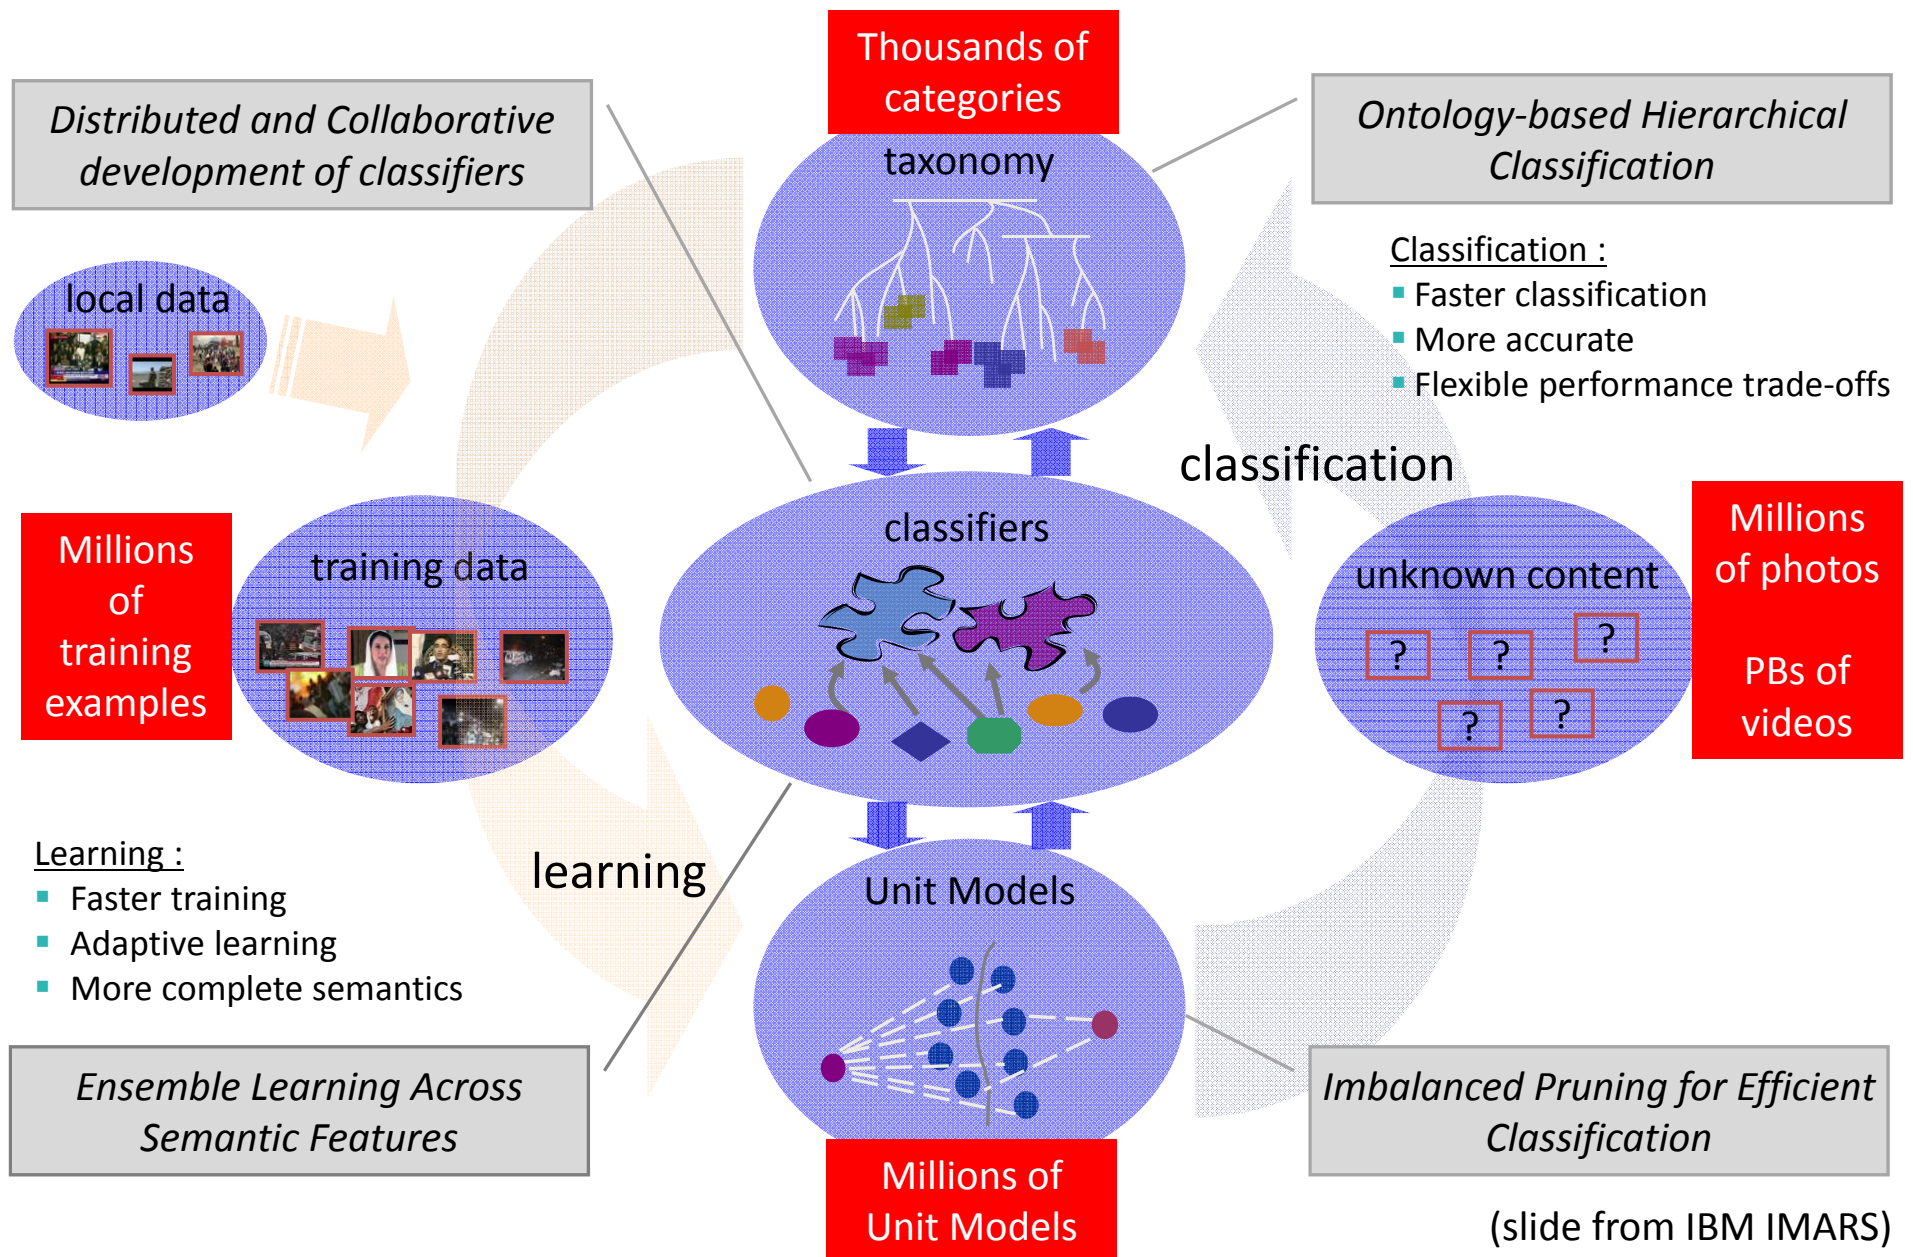 Thousands of
categories
Distributed and Collaborative
development of classifiers
Ontology-based Hierarchical
Classification
taxonomy
local data
Classification :
Faster classification
More accurate
Flexible performance trade-offs
classification
Millions
of
training
examples
training data
classifiers
unknown content
?
?
?
?
?
Millions
of photos
PBs of
videos
Learning :
Faster training
Adaptive learning
More complete semantics
learning
Unit Models
Ensemble Learning Across
Semantic Features
Imbalanced Pruning for Efficient
Classification
Millions of
Unit Models
(slide from IBM IMARS)